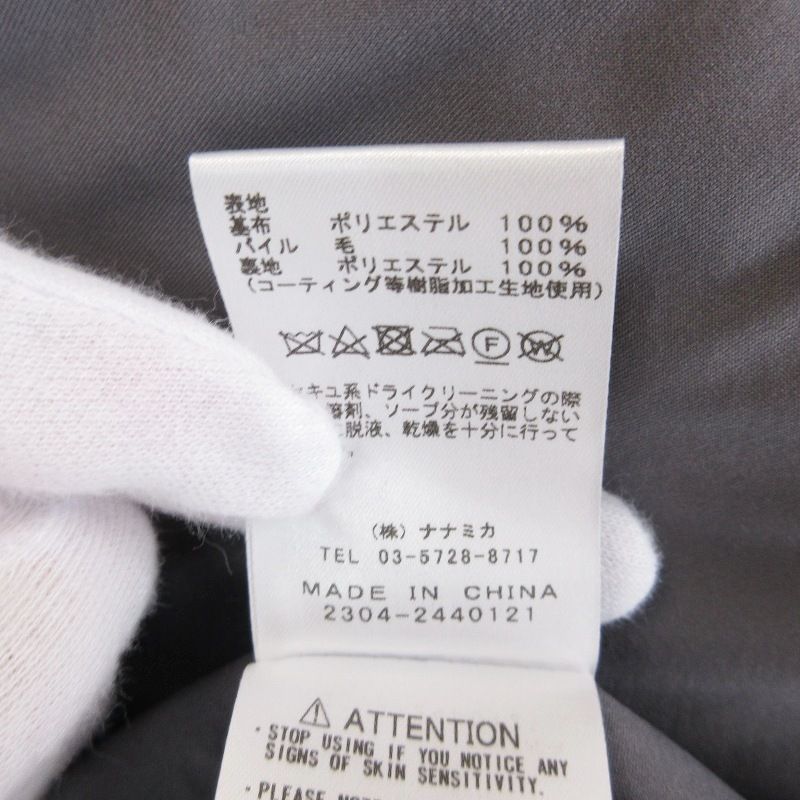 表地
基布 ポリエステル 100%
パイル 毛 100%
裏地 ポリエステル 100%
(コーティング等樹脂加工生地使用)
F W
キユ系ドライクリーニングの際
溶剤、ソープ分が残留しない
脱液、乾燥を十分に行って
。
(株) ナナミカ
TEL 03-5728-8717
MADE IN CHINA
2304-2440121
ATTENTION
・STOP USING IF YOU NOTICE ANY
SIGNS OF SKIN SENSITIVITY.
・PLEASE